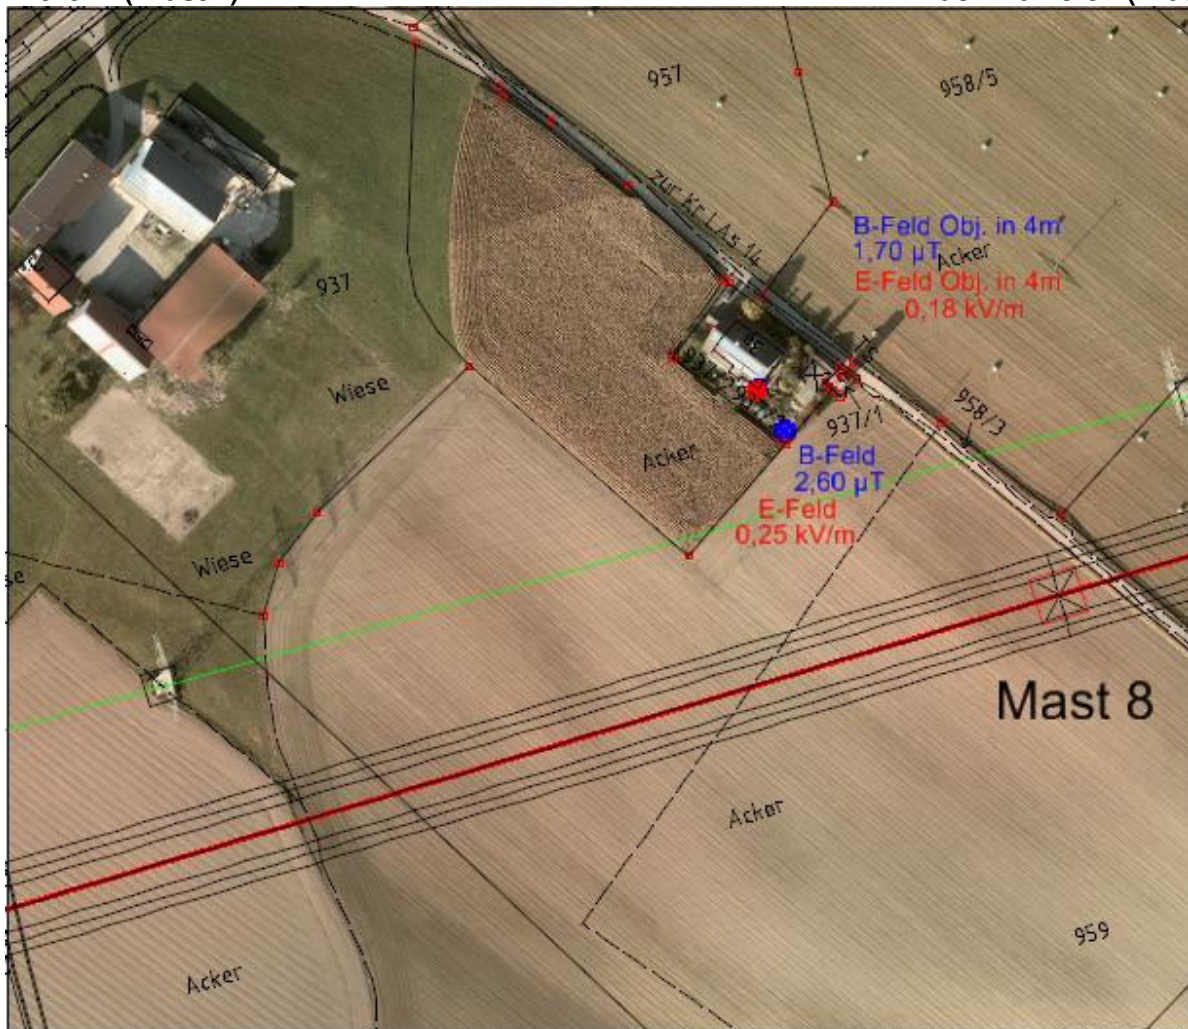 957
958/5
zur Kr LAs 14
B-Feld Obj. in 4m
1,70 µT
Acker
E-Feld Obj. in 4m
0,18 kV/m
937
Wiese
958/3
937/1
Acker
B-Feld
2,60 µT
E-Feld
0,25 kV/m
Wiese
Mast 8
Acker
959
Acker